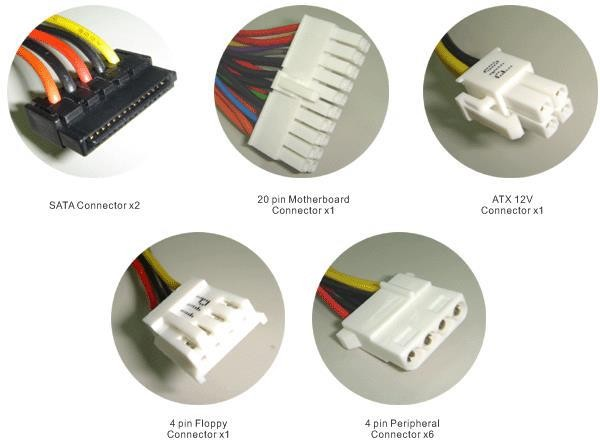 SATA Connector x2
20 pin Motherboard
Connector x1
ATX 12V
Connector x1
4 pin Floppy
Connector x1
4 pin Peripheral
Connector x6